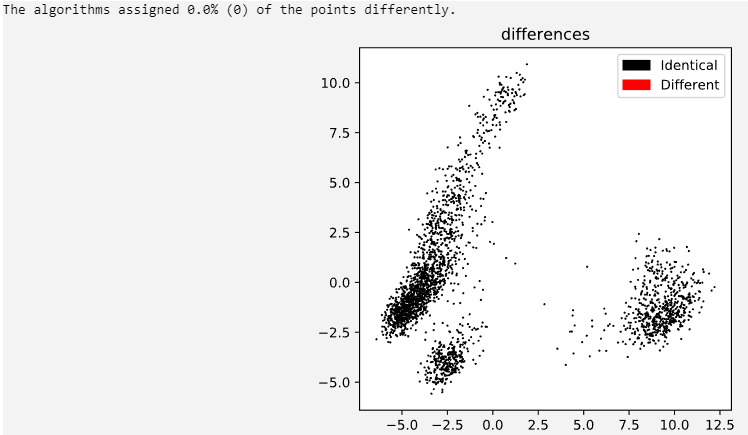 The algorithms assigned 0.0% (0) of the points differently.
differences
Identical
Different
10.0
7.5
5.0
2.5
0.0
−2.5
−5.0
−5.0 −2.5 0.0 2.5 5.0 7.5 10.0 12.5